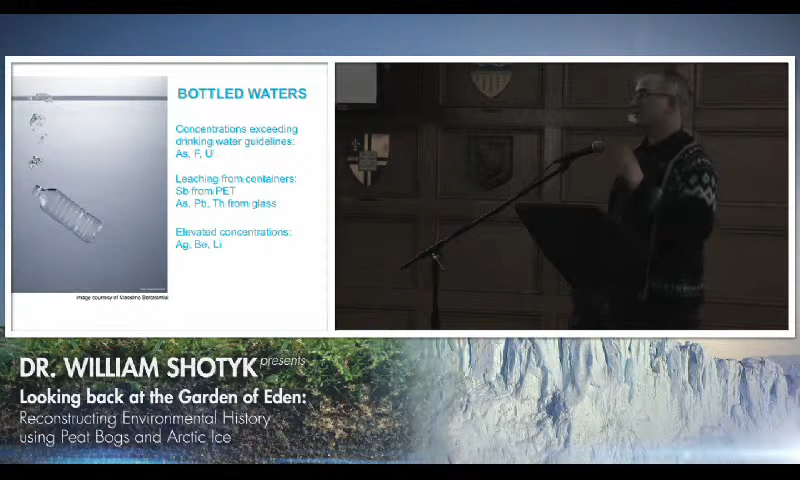 BOTTLED WATERS
Concentrations exceeding
drinking water guidelines:
As, F, U
Leaching from containers:
Sb from PET
As, Pb, Th from glass
Elevated concentrations:
Ag, Be, Li
Image courtesy of Massimo
DR. WILLIAM SHOTYK presents
Looking back at the Garden of Eden:
Reconstructing Environmental History
using Peat Bogs and Arctic Ice